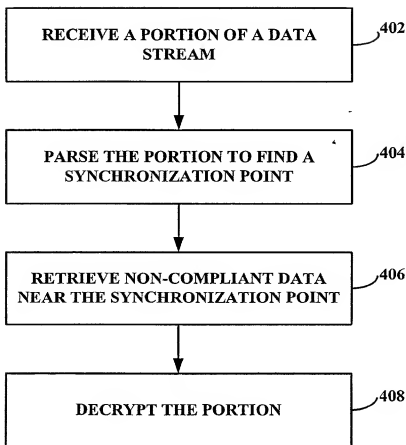 RECEIVE A PORTION OF A DATA
STREAM
402
PARSE THE PORTION TO FIND A
SYNCHRONIZATION POINT
404
RETRIEVE NON-COMPLIANT DATA
NEAR THE SYNCHRONIZATION POINT
406
DECRYPT THE PORTION
408